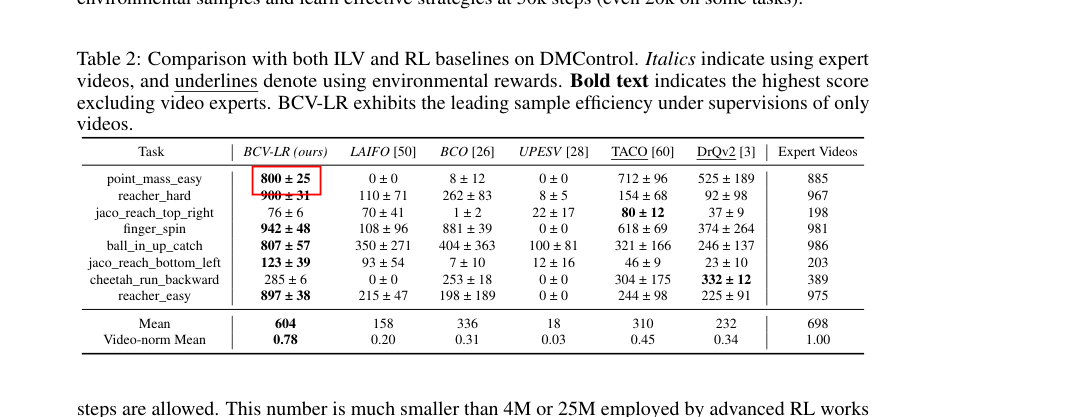 environmental samples and learn effective strategies at 50k steps (even 20k on some tasks).
Table 2: Comparison with both ILV and RL baselines on DMControl. Italics indicate using expert
videos, and underlines denote using environmental rewards. Bold text indicates the highest score
excluding video experts. BCV-LR exhibits the leading sample efficiency under supervisions of only
videos.
Task BCV-LR (ours) LAIFO [50] BCO [26] UPESV [28] TACO [60] DrQv2 [3] Expert Videos
point_mass_easy 800 ± 25 0 ± 0 8 ± 12 0 ± 0 712 ± 96 525 ± 189 885
reacher_hard 900 ± 31 110 ± 71 262 ± 83 8 ± 5 154 ± 68 92 ± 98 967
jaco_reach_top_right 76 ± 6 70 ± 41 1 ± 2 22 ± 17 80 ± 12 37 ± 9 198
finger_spin 942 ± 48 108 ± 96 881 ± 39 0 ± 0 618 ± 69 374 ± 264 981
ball_in_up_catch 807 ± 57 350 ± 271 404 ± 363 100 ± 81 321 ± 166 246 ± 137 986
jaco_reach_bottom_left 123 ± 39 93 ± 54 7 ± 10 12 ± 16 46 ± 9 23 ± 10 203
cheetah_run_backward 285 ± 6 0 ± 0 253 ± 18 0 ± 0 304 ± 175 332 ± 12 389
reacher_easy 897 ± 38 215 ± 47 198 ± 189 0 ± 0 244 ± 98 225 ± 91 975
Mean 604 158 336 18 310 232 698
Video-norm Mean 0.78 0.20 0.31 0.03 0.45 0.34 1.00
steps are allowed. This number is much smaller than 4M or 25M employed by advanced RL works